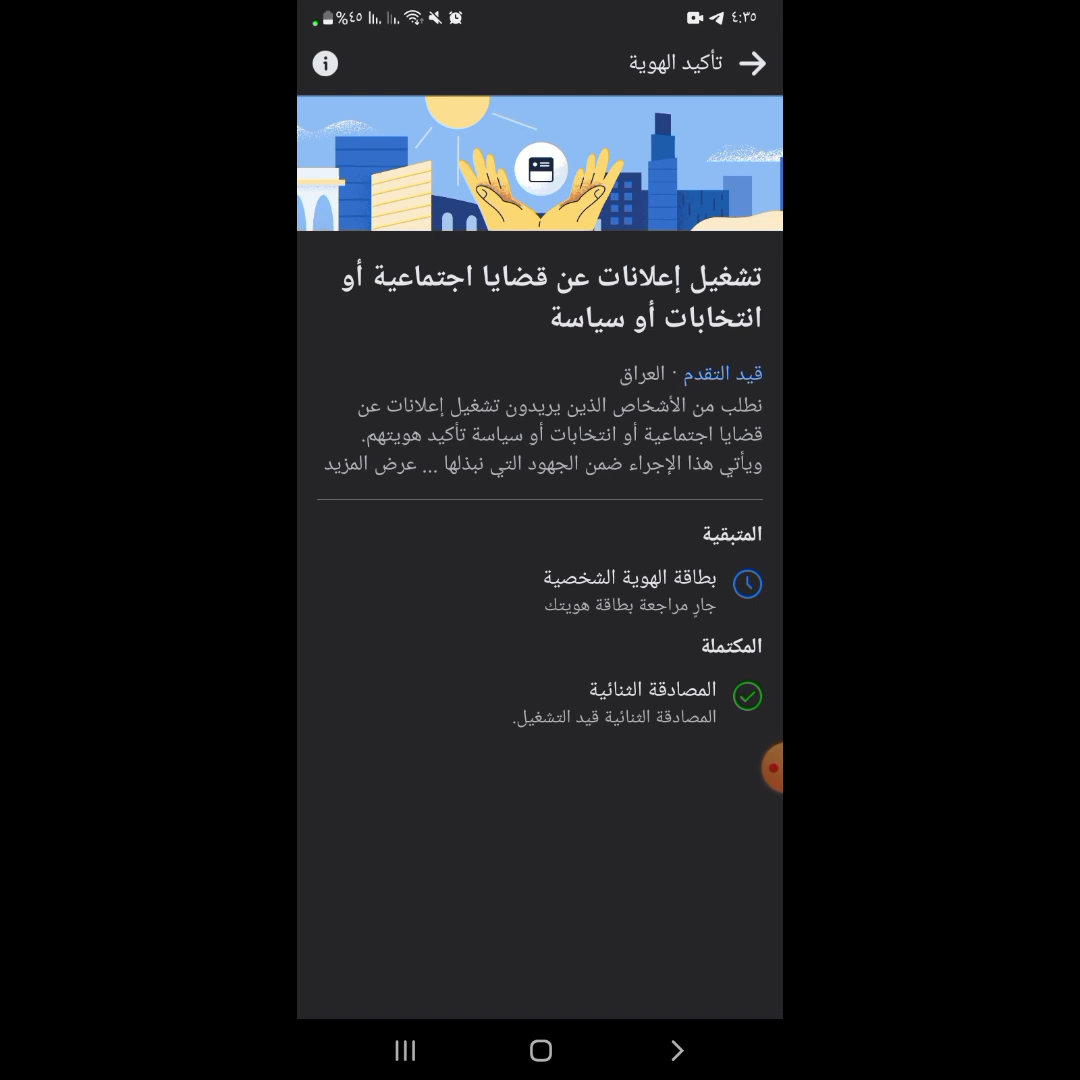 ٤:٣٥
%٤٥
تأكيد الهوية
تشغيل إعلانات عن قضايا اجتماعية أو
انتخابات أو سياسة
قيد التقدم · العراق
نطلب من الأشخاص الذين يريدون تشغيل إعلانات عن
قضايا اجتماعية أو انتخابات أو سياسة تأكيد هويتهم.
ويأتي هذا الإجراء ضمن الجهود التي نبذلها ... عرض المزيد
المتبقية
بطاقة الهوية الشخصية
جارٍ مراجعة بطاقة هويتك
المكتملة
المصادقة الثنائية
المصادقة الثنائية قيد التشغيل.